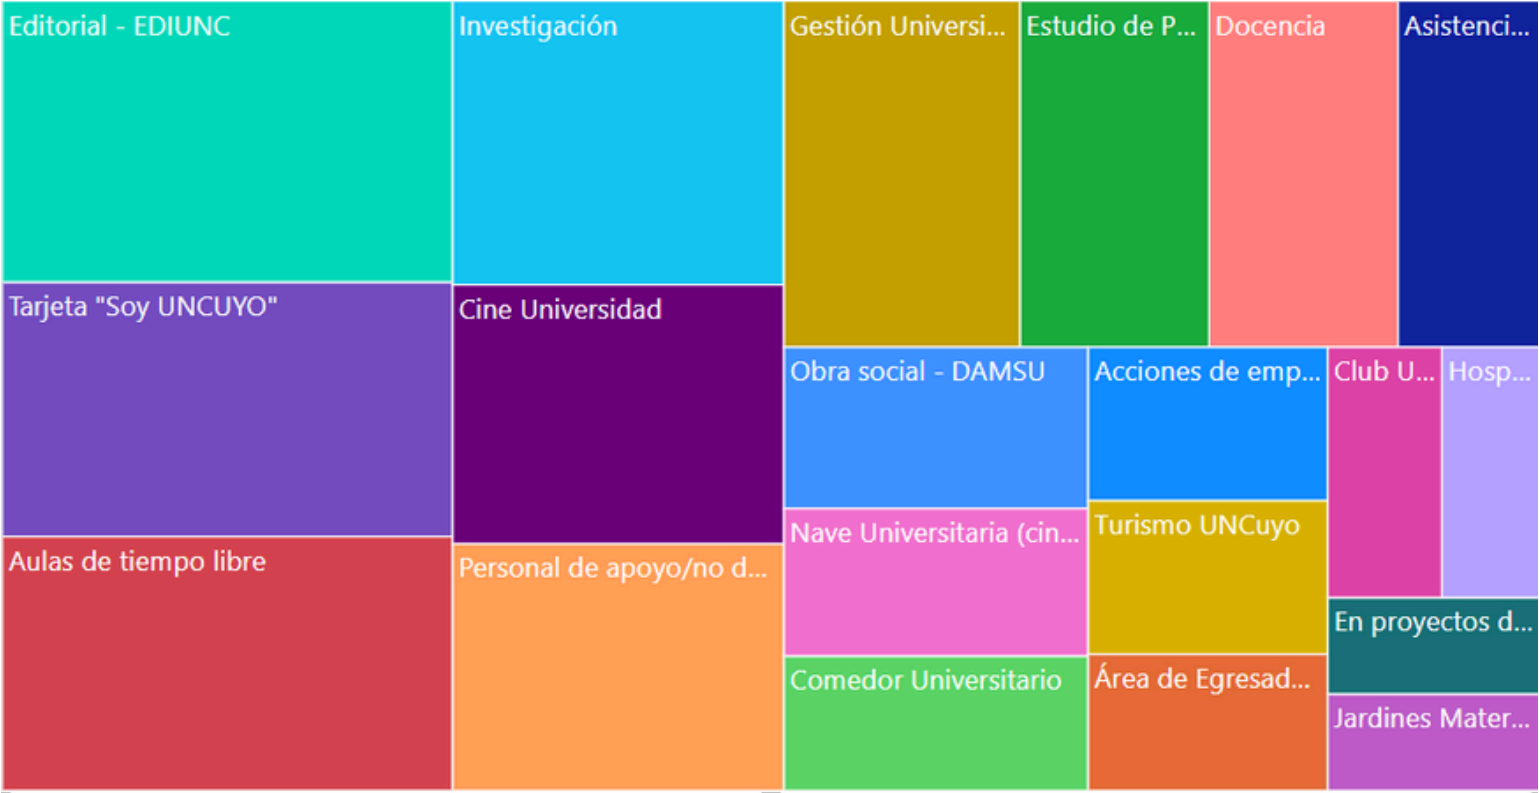 Editorial - EDIUNC
Investigación
Gestión Universi...
Estudio de P...
Docencia
Asistenci...
Tarjeta "Soy UNCUYO"
Cine Universidad
Obra social - DAMSU
Acciones de emp...
Club U...
Hosp...
Nave Universitaria (cin...
Turismo UNCuyo
Aulas de tiempo libre
Personal de apoyo/no d...
En proyectos d...
Comedor Universitario
Área de Egresad...
Jardines Mater...